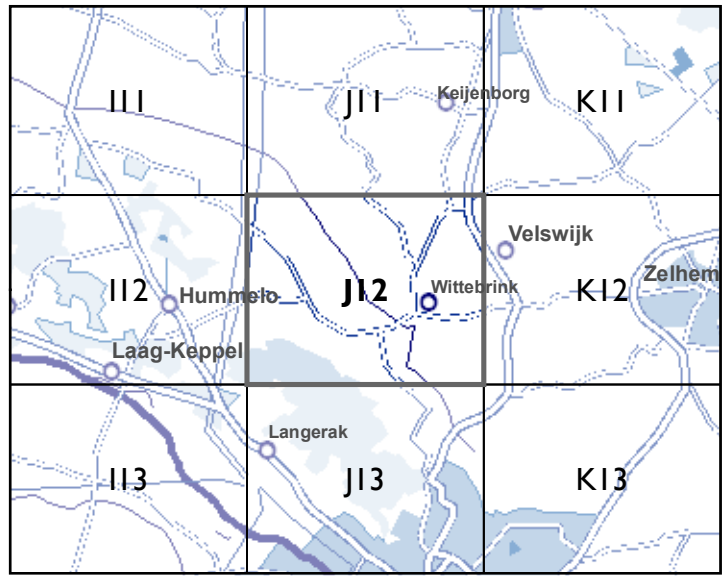 I11
J11
Keijenborg
K11
Velswijk
I12
Hummelo
J12
Wittebrink
K12
Zelhem
Laag-Keppel
Langerak
I13
J13
K13